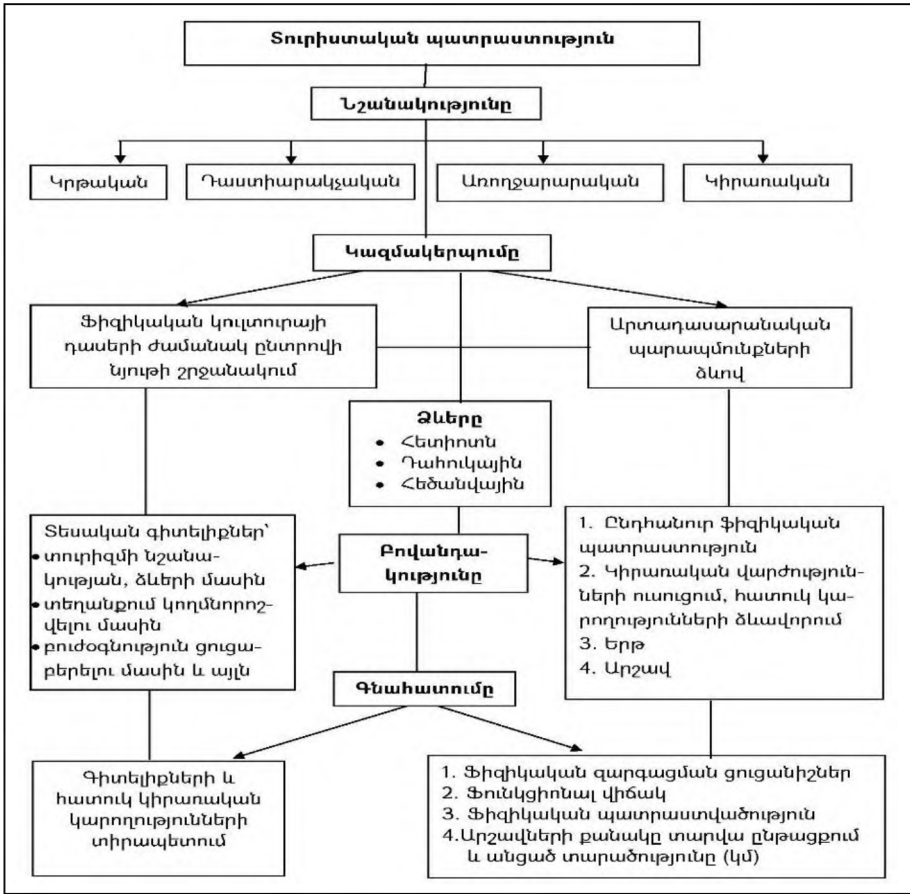 Տուրիստական պատրաստություն
Նշանակությունը
Կրթական
Դաստիարակչական
Առողջարարական
Կիրառական
Կազմակերպումը
Ֆիզիկական կուլտուրայի
դասերի ժամանակ ընտրովի
նյութի շրջանակում
Արտադասարանական
պարապմունքների
ձևով
Ձևերը
• Հետիոտն
• Դահուկային
• Հեծանվային
Տեսական գիտելիքներ՝
• տուրիզմի նշանա-
կության, ձևերի մասին
• տեղանքում կողմնորոշ-
վելու մասին
• բուժօգնություն ցուցա-
բերելու մասին և այլն
Բովանդա-
կությունը
1. Ընդհանուր ֆիզիկական
պատրաստություն
2. Կիրառական վարժություն-
ների ուսուցում, հատուկ կա-
րողությունների ձևավորում
3. Երթ
4. Արշավ
Գնահատումը
Գիտելիքների և
հատուկ կիրառական
կարողությունների
տիրապետում
1. Ֆիզիկական զարգացման ցուցանիշներ
2. Ֆունկցիոնալ վիճակ
3. Ֆիզիկական պատրաստվածություն
4.Արշավների քանակը տարվա ընթացքում
և անցած տարածությունը (կմ)